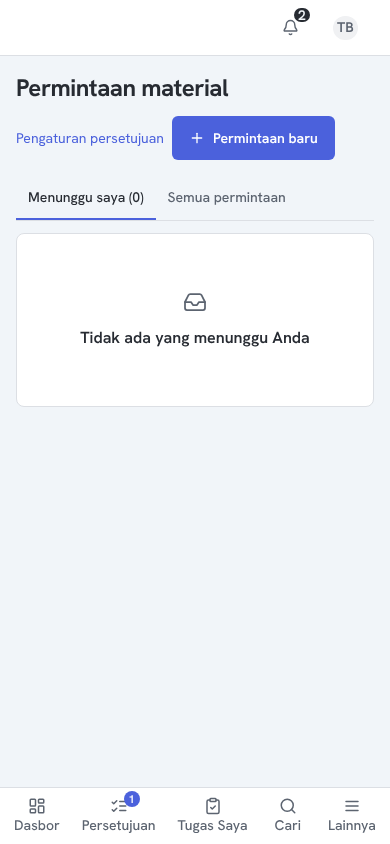 2
TB
Permintaan material
Pengaturan persetujuan
Permintaan baru
Menunggu saya (0)
Semua permintaan
Tidak ada yang menunggu Anda
1
Dasbor
Persetujuan
Tugas Saya
Cari
Lainnya